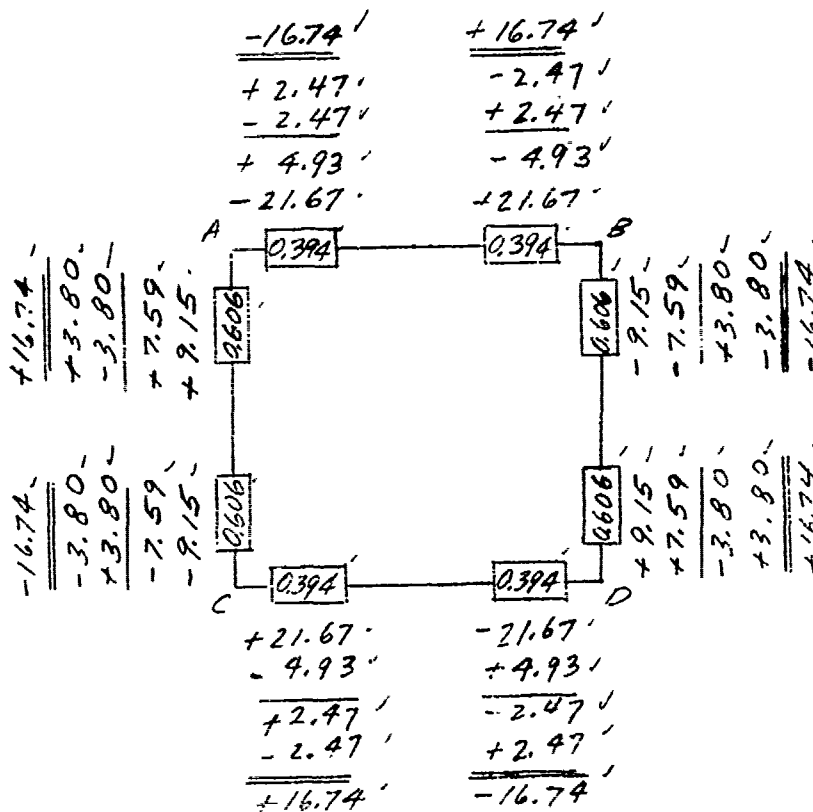 -16.74 ✓ +16.74 ✓
+2.47 ✓ -2.47 ✓
-2.47 ✓ +2.47 ✓
+4.93 ✓ -4.93 ✓
-21.67 +21.67
A 0.394 0.394 B
+16.74
+3.80
-3.80
+7.59
+9.15
0.606
0.606
-9.15
-7.59
+3.80
-3.80
-16.74
-16.74
-3.80
+3.80
-7.59
-9.15
0.606
0.606
+9.15
+7.59
-3.80
+3.80
+16.74
C 0.394 0.394 D
+21.67 -21.67
-4.93 ✓ +4.93 ✓
+2.47 ✓ -2.47 ✓
-2.47 ✓ +2.47 ✓
+16.74 ✓ -16.74 ✓